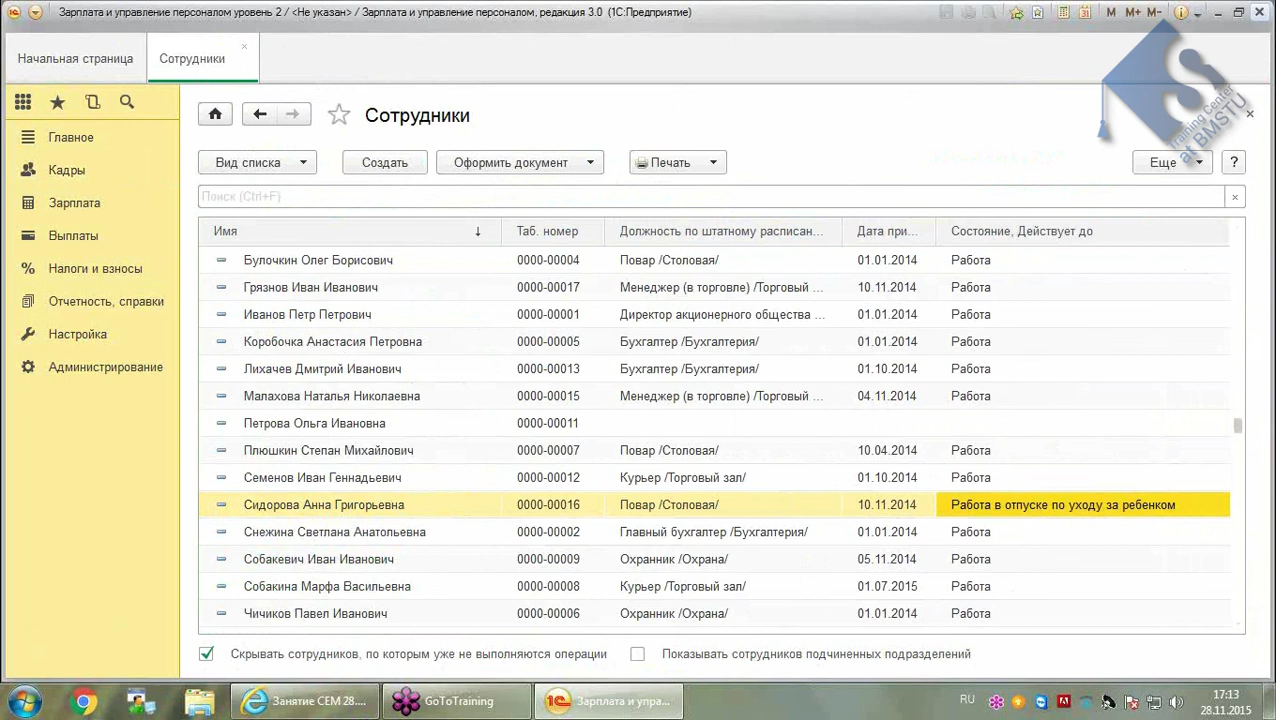 Зарплата и управление персоналом уровень 2 / <Не указан> / Зарплата и управление персоналом, редакция 3.0 (1С:Предприятие)
M M+ M-
Начальная страница
Сотрудники
Главное
Кадры
Зарплата
Выплаты
Налоги и взносы
Отчетность, справки
Настройка
Администрирование
Сотрудники
Training Center at BMSTU
Вид списка Создать Оформить документ Печать Еще ?
Поиск (Ctrl+F)
Имя Таб. номер Должность по штатному расписан... Дата при... Состояние, Действует до
Булочкин Олег Борисович 0000-00004 Повар /Столовая/ 01.01.2014 Работа
Грязнов Иван Иванович 0000-00017 Менеджер (в торговле) /Торговый ... 10.11.2014 Работа
Иванов Петр Петрович 0000-00001 Директор акционерного общества ... 01.01.2014 Работа
Коробочка Анастасия Петровна 0000-00005 Бухгалтер /Бухгалтерия/ 01.01.2014 Работа
Лихачев Дмитрий Иванович 0000-00013 Бухгалтер /Бухгалтерия/ 01.10.2014 Работа
Малахова Наталья Николаевна 0000-00015 Менеджер (в торговле) /Торговый ... 04.11.2014 Работа
Петрова Ольга Ивановна 0000-00011
Плюшкин Степан Михайлович 0000-00007 Повар /Столовая/ 10.04.2014 Работа
Семенов Иван Геннадьевич 0000-00012 Курьер /Торговый зал/ 01.10.2014 Работа
Сидорова Анна Григорьевна 0000-00016 Повар /Столовая/ 10.11.2014 Работа в отпуске по уходу за ребенком
Снежина Светлана Анатольевна 0000-00002 Главный бухгалтер /Бухгалтерия/ 01.01.2014 Работа
Собакевич Иван Иванович 0000-00009 Охранник /Охрана/ 05.11.2014 Работа
Собакина Марфа Васильевна 0000-00008 Курьер /Торговый зал/ 01.07.2015 Работа
Чичиков Павел Иванович 0000-00006 Охранник /Охрана/ 01.01.2014 Работа
Скрывать сотрудников, по которым уже не выполняются операции Показывать сотрудников подчиненных подразделений
Занятие СЕМ 28.... GoToTraining Зарплата и упра... RU 17:13
28.11.2015